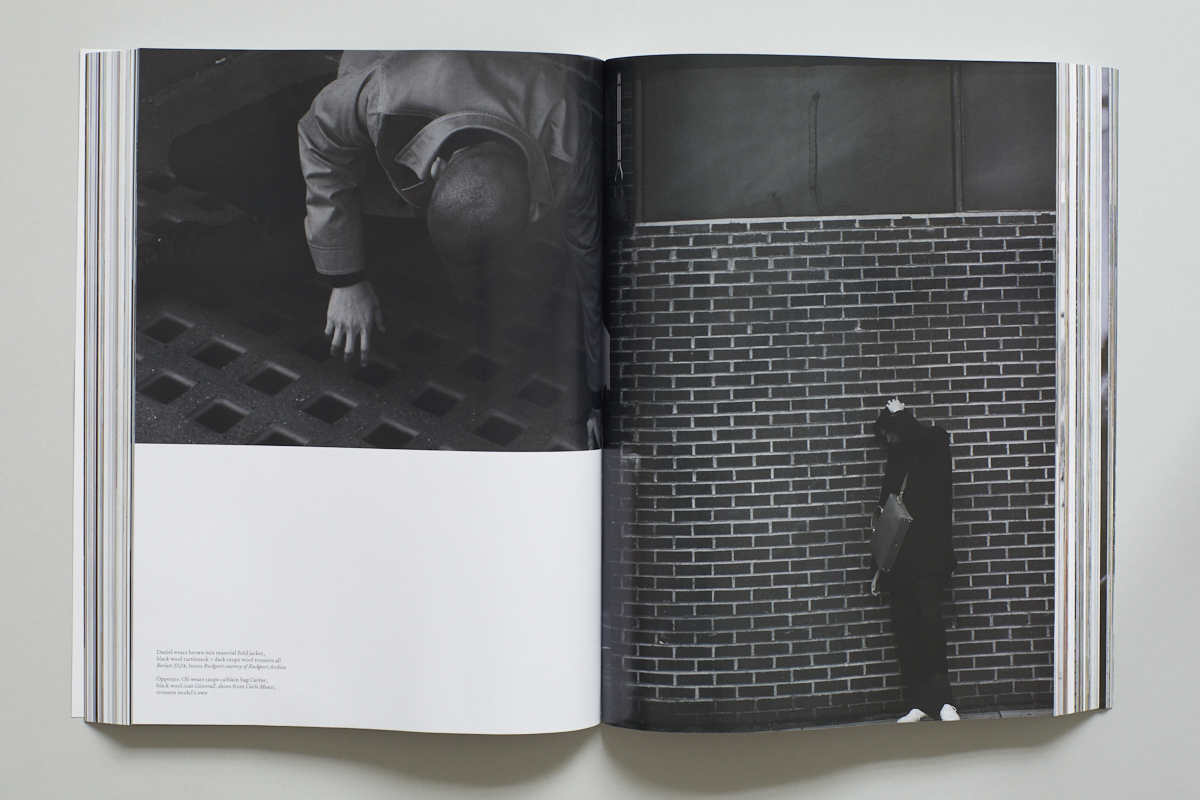 Daniel wears brown mix material field jacket,
black wool turtleneck + dark taupe wool trousers all
Berluti SS24, boots Rockport courtesy of Rockport Archive
Opposite: Oli wears taupe calfskin bag Cartier,
black wool coat Gloverall, shoes from Carlo Manzi,
trousers model's own